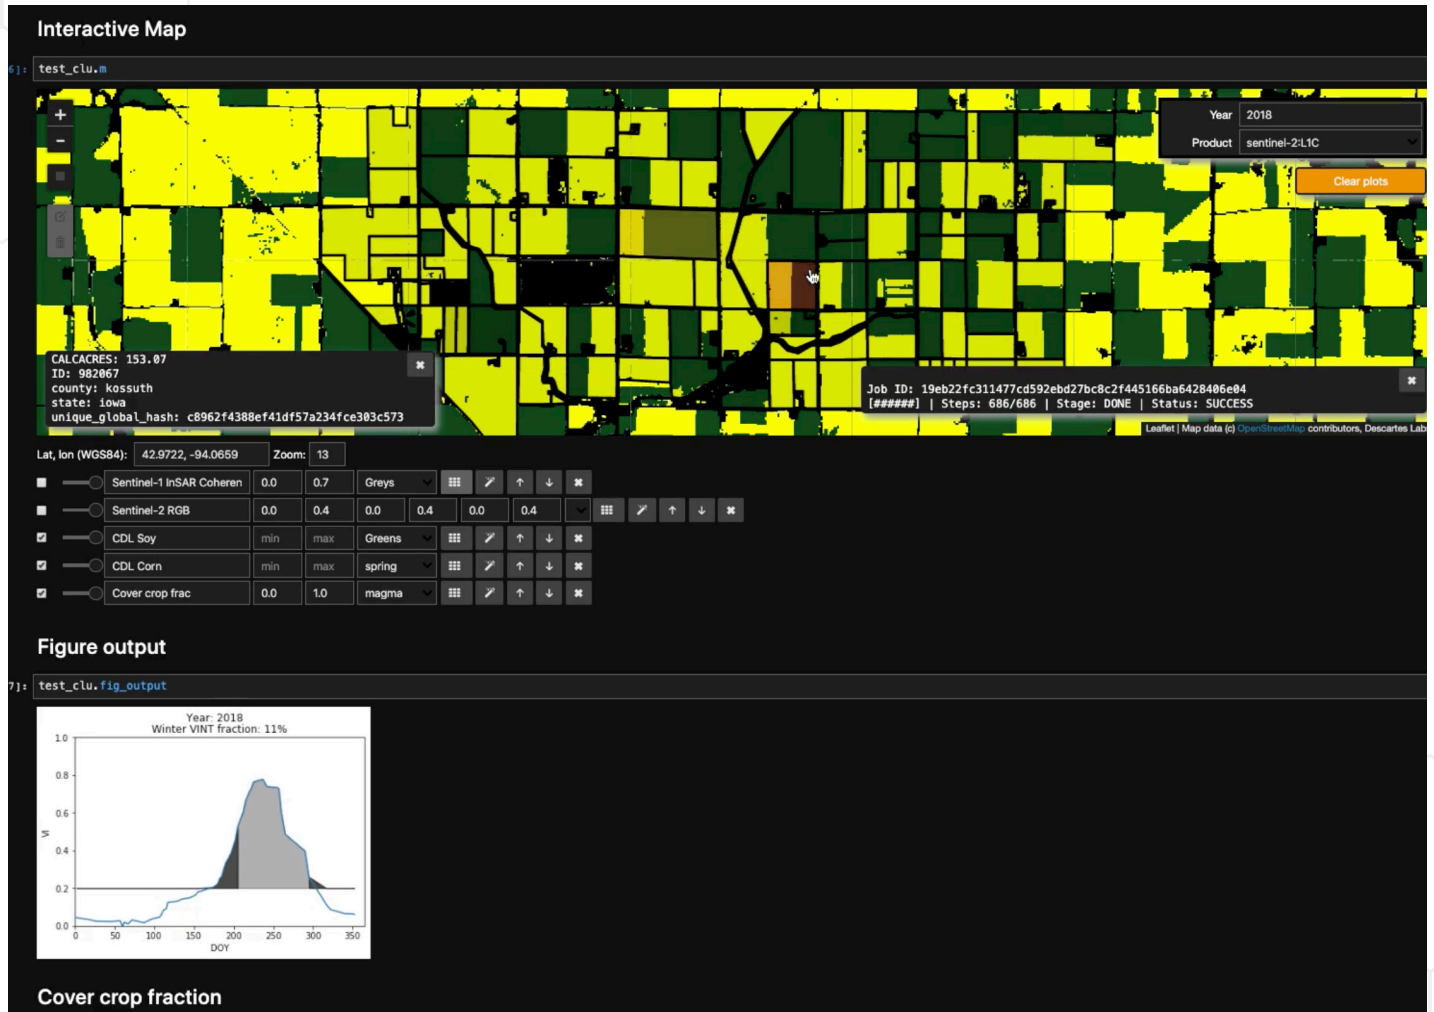 Interactive Map
6]: test_clu.m
+
−
Year 2018
Product sentinel-2:L1C
Clear plots
CALCACRES: 153.07
ID: 982067
county: kossuth
state: iowa
unique_global_hash: c8962f4388ef41df57a234fce303c573
Job ID: 19eb22fc311477cd592ebd27bc8c2f445166ba6428406e04
[######] | Steps: 686/686 | Stage: DONE | Status: SUCCESS
Leaflet | Map data (c) OpenStreetMap contributors, Descartes Lab
Lat, lon (WGS84): 42.9722, -94.0659 Zoom: 13
Sentinel-1 InSAR Coheren 0.0 0.7 Greys
Sentinel-2 RGB 0.0 0.4 0.0 0.4 0.0 0.4
CDL Soy min max Greens
CDL Corn min max spring
Cover crop frac 0.0 1.0 magma
Figure output
7]: test_clu.fig_output
Year: 2018
Winter VINT fraction: 11%
1.0
0.8
0.6
0.4
0.2
0.0
VI
0 50 100 150 200 250 300 350
DOY
Cover crop fraction